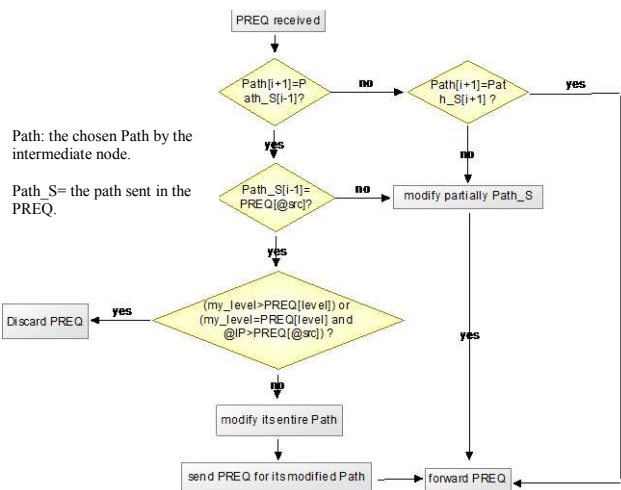 PREQ received
Path[i+1]=P
ath_S[i-1]?
no
Path[i+1]=Pat
h_S[i+1] ?
yes
Path: the chosen Path by the
intermediate node.
Path_S= the path sent in the
PREQ.
yes
no
Path_S[i-1]=
PREQ[@src]?
no
modify partially Path_S
yes
(my_level>PREQ[level]) or
(my_level=PREQ[level] and
@IP>PREQ[@src]) ?
yes
Discard PREQ
yes
no
modify its entire Path
send PREQ for its modified Path
forward PREQ